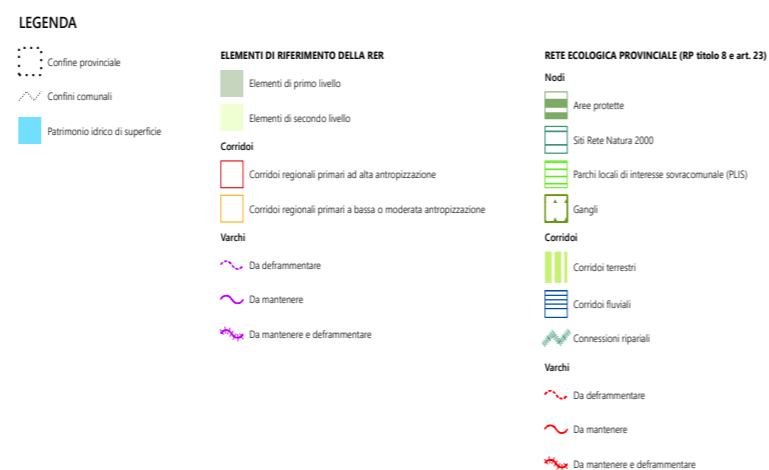 LEGENDA
Confine provinciale
Confini comunali
Patrimonio idrico di superficie
ELEMENTI DI RIFERIMENTO DELLA RER
Elementi di primo livello
Elementi di secondo livello
Corridoi
Corridoi regionali primari ad alta antropizzazione
Corridoi regionali primari a bassa o moderata antropizzazione
Varchi
Da deframmentare
Da mantenere
Da mantenere e deframmentare
RETE ECOLOGICA PROVINCIALE (RP titolo 8 e art. 23)
Nodi
Aree protette
Siti Rete Natura 2000
Parchi locali di interesse sovracomunale (PLIS)
Gangli
Corridoi
Corridoi terrestri
Corridoi fluviali
Connessioni ripariali
Varchi
Da deframmentare
Da mantenere
Da mantenere e deframmentare